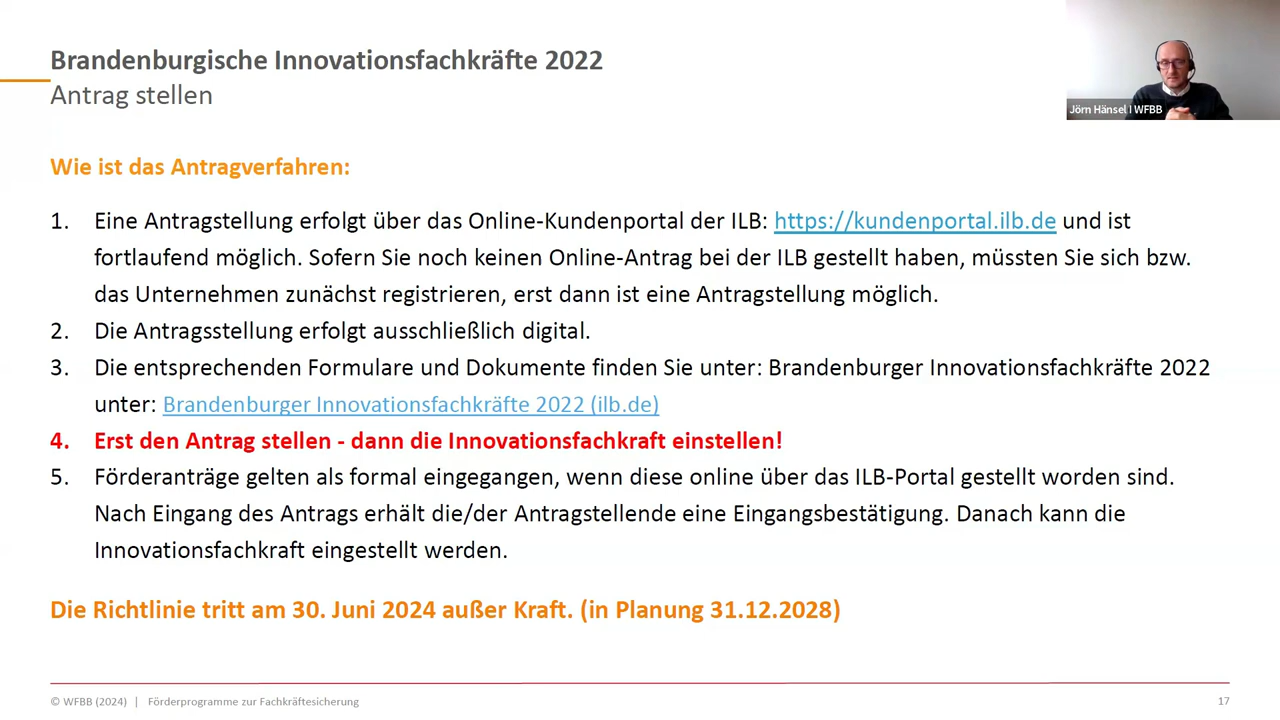 Brandenburgische Innovationsfachkräfte 2022
Antrag stellen
Jörn Hänsel I WFBB
Wie ist das Antragverfahren:
1. Eine Antragstellung erfolgt über das Online-Kundenportal der ILB: https://kundenportal.ilb.de und ist
fortlaufend möglich. Sofern Sie noch keinen Online-Antrag bei der ILB gestellt haben, müssten Sie sich bzw.
das Unternehmen zunächst registrieren, erst dann ist eine Antragstellung möglich.
2. Die Antragsstellung erfolgt ausschließlich digital.
3. Die entsprechenden Formulare und Dokumente finden Sie unter: Brandenburger Innovationsfachkräfte 2022
unter: Brandenburger Innovationsfachkräfte 2022 (ilb.de)
4. Erst den Antrag stellen - dann die Innovationsfachkraft einstellen!
5. Förderanträge gelten als formal eingegangen, wenn diese online über das ILB-Portal gestellt worden sind.
Nach Eingang des Antrags erhält die/der Antragstellende eine Eingangsbestätigung. Danach kann die
Innovationsfachkraft eingestellt werden.
Die Richtlinie tritt am 30. Juni 2024 außer Kraft. (in Planung 31.12.2028)
© WFBB (2024) | Förderprogramme zur Fachkräftesicherung
17